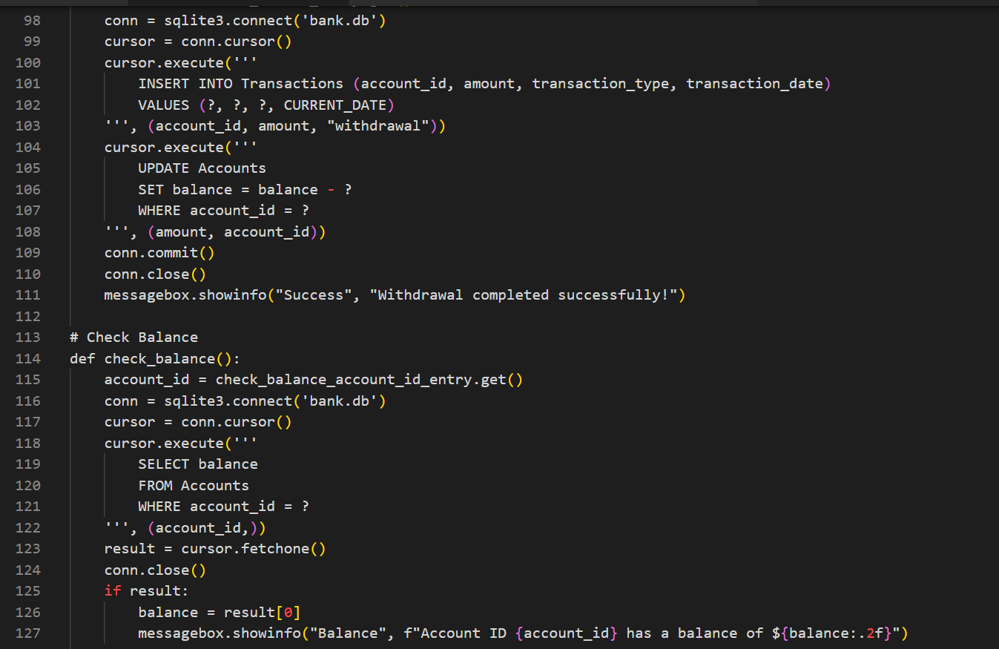 98 conn = sqlite3.connect('bank.db')
99 cursor = conn.cursor()
100 cursor.execute('''
101 INSERT INTO Transactions (account_id, amount, transaction_type, transaction_date)
102 VALUES (?, ?, ?, CURRENT_DATE)
103 ''', (account_id, amount, "withdrawal"))
104 cursor.execute('''
105 UPDATE Accounts
106 SET balance = balance - ?
107 WHERE account_id = ?
108 ''', (amount, account_id))
109 conn.commit()
110 conn.close()
111 messagebox.showinfo("Success", "Withdrawal completed successfully!")
112
113 # Check Balance
114 def check_balance():
115 account_id = check_balance_account_id_entry.get()
116 conn = sqlite3.connect('bank.db')
117 cursor = conn.cursor()
118 cursor.execute('''
119 SELECT balance
120 FROM Accounts
121 WHERE account_id = ?
122 ''', (account_id,))
123 result = cursor.fetchone()
124 conn.close()
125 if result:
126 balance = result[0]
127 messagebox.showinfo("Balance", f"Account ID {account_id} has a balance of ${balance:.2f}")